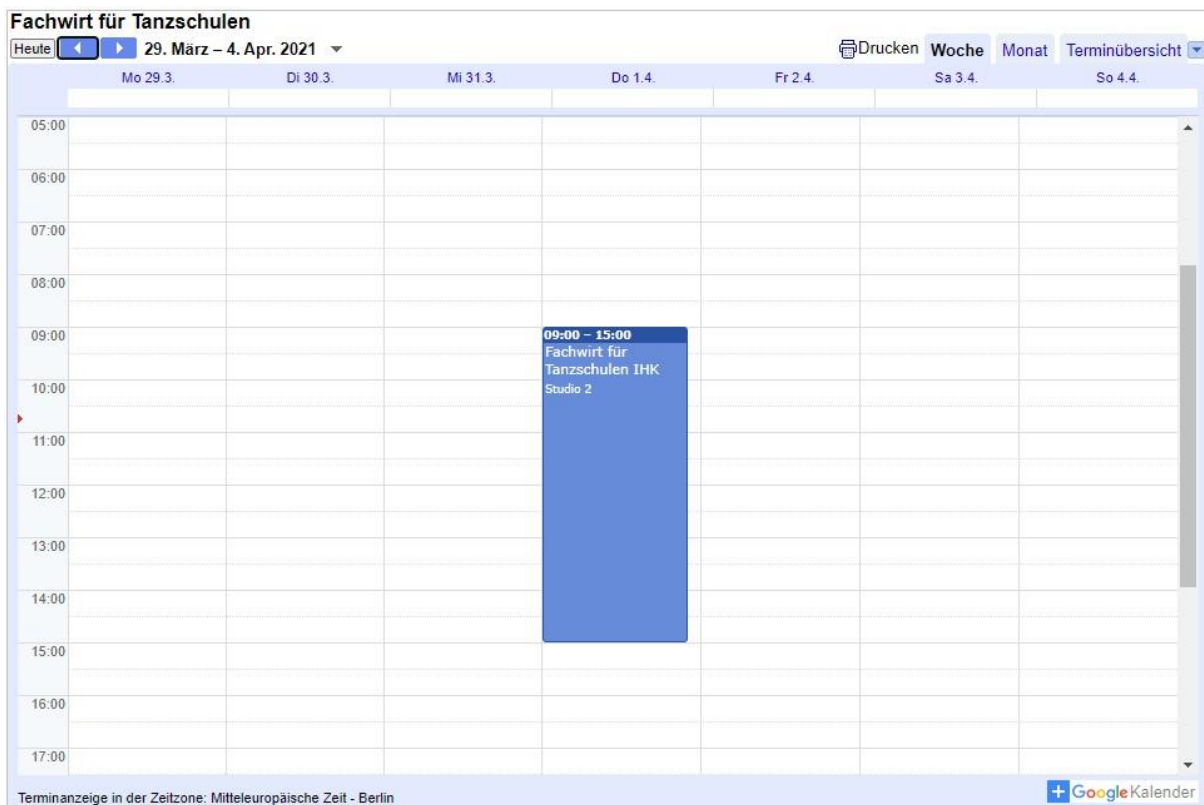 Fachwirt für Tanzschulen
Heute 29. März – 4. Apr. 2021 Drucken Woche Monat Terminübersicht
Mo 29.3. Di 30.3. Mi 31.3. Do 1.4. Fr 2.4. Sa 3.4. So 4.4.
05:00
06:00
07:00
08:00
09:00 09:00 – 15:00
Fachwirt für
Tanzschulen IHK
10:00 Studio 2
11:00
12:00
13:00
14:00
15:00
16:00
17:00
Terminanzeige in der Zeitzone: Mitteleuropäische Zeit - Berlin
+ Google Kalender